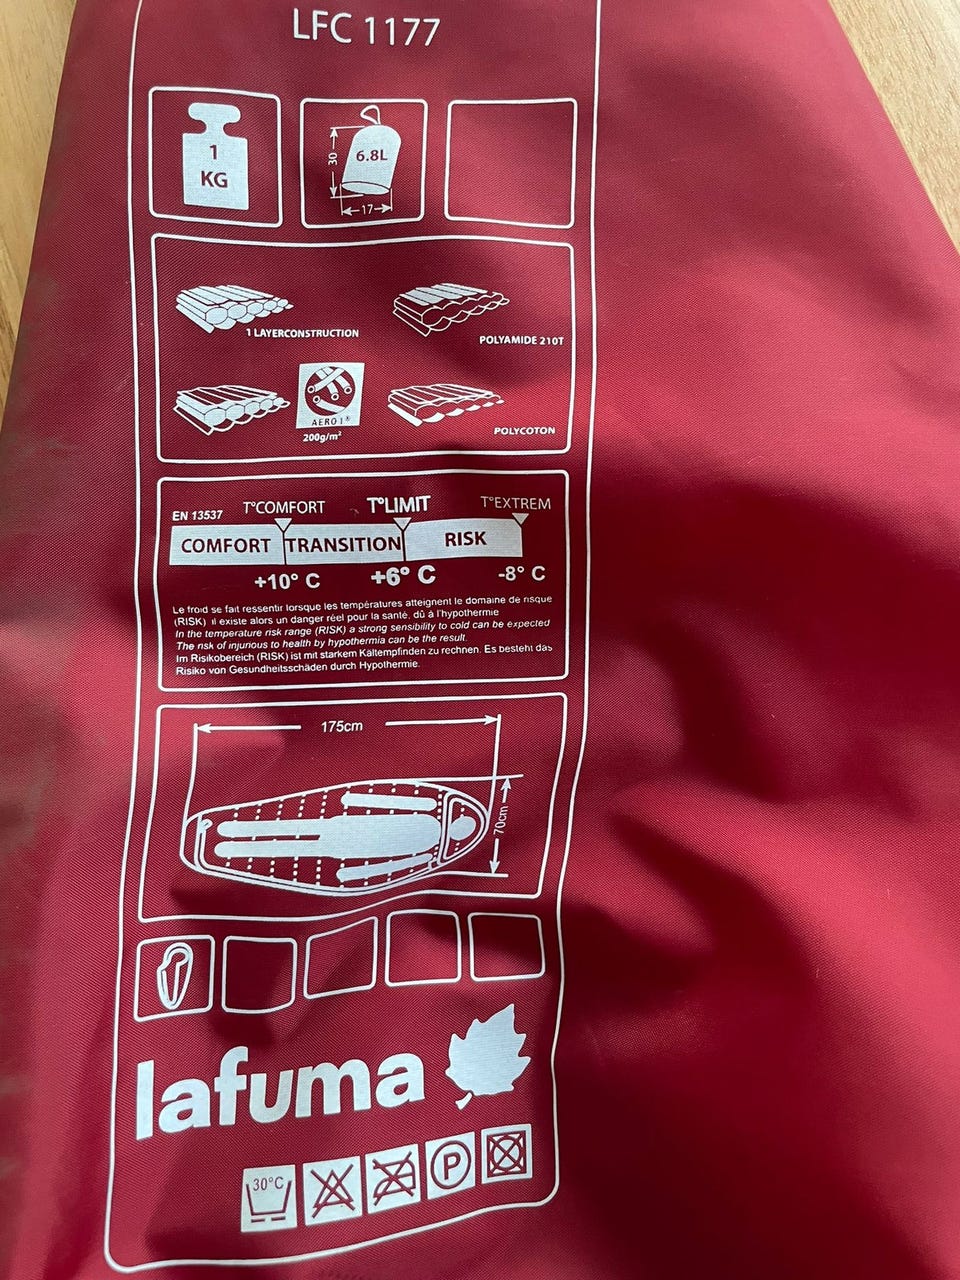 LFC 1177
1
KG
30
6.8L
17
1 LAYERCONSTRUCTION
POLYAMIDE 210T
AERO 1®
200g/m²
POLYCOTON
EN 13537
T°COMFORT
T°LIMIT
T°EXTREM
COMFORT
TRANSITION
RISK
+10° C
+6° C
-8° C
Le froid se fait ressentir lorsque les températures atteignent le domaine de risque
(RISK) il existe alors un danger réel pour la santé, dû à l'hypothermie
In the temperature risk range (RISK) a strong sensibility to cold can be expected
The risk of injurious to health by hypothermia can be the result.
Im Risikobereich (RISK) ist mit starkem Kaltempfinden zu rechnen. Es besteht das
Risiko von Gesundheitsschäden durch Hypothermie.
175cm
70cm
lafuma
30°C
P